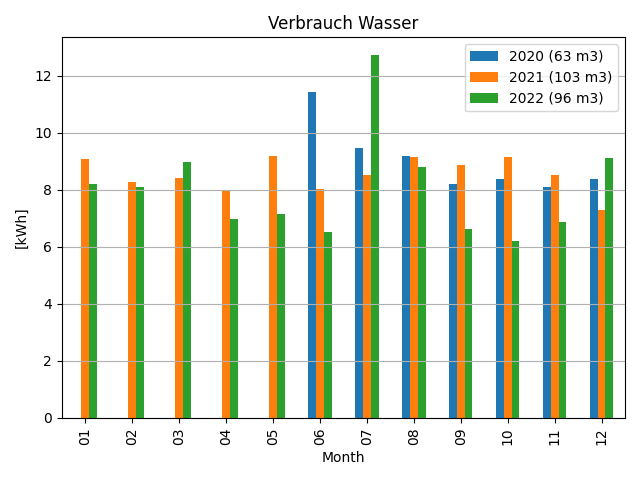 Verbrauch Wasser
2020 (63 m3)
2021 (103 m3)
2022 (96 m3)
[kWh]
12
10
8
6
4
2
0
01 02 03 04 05 06 07 08 09 10 11 12
Month